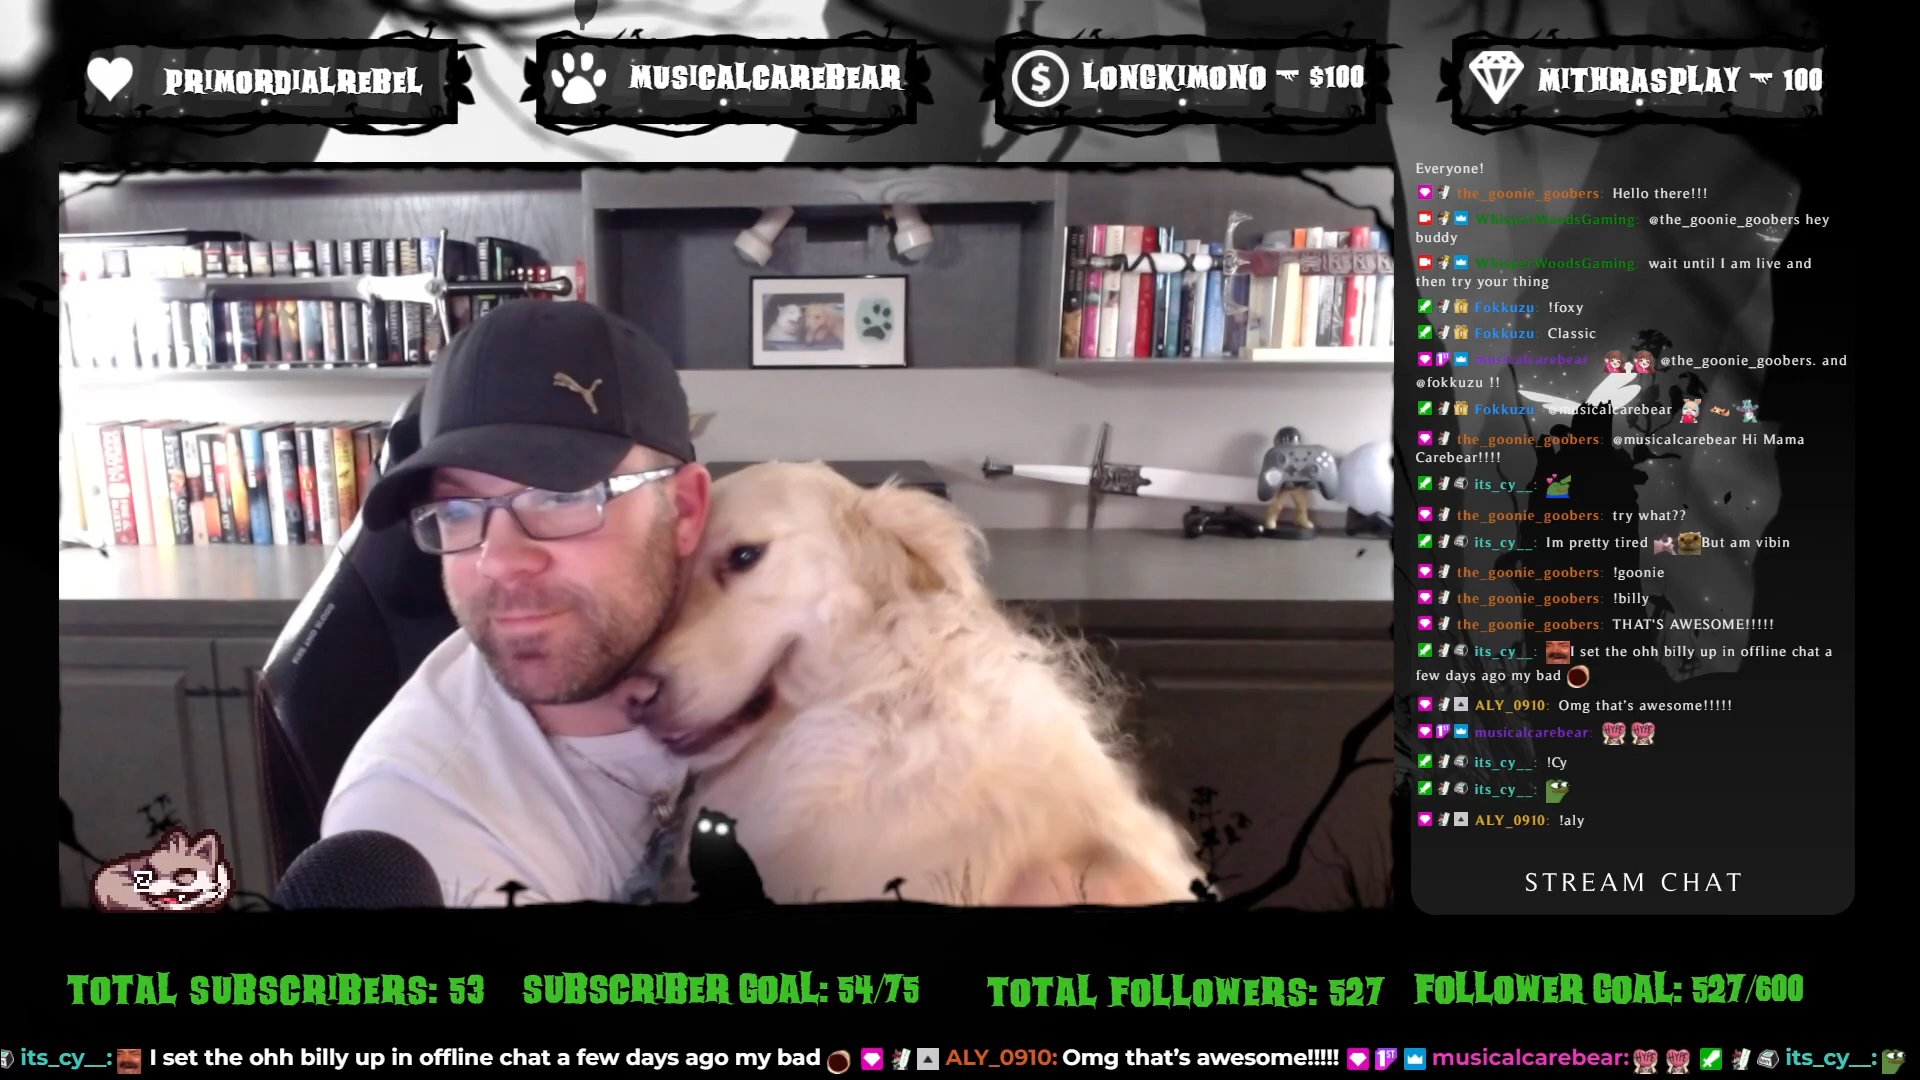 PRIMORDIALREBEL
MUSICALCAREBEAR
LONGKIMONO - $100
MITHRASPLAY - 100
Everyone!
the_goonie_goobers: Hello there!!!
WhisperWoodsGaming: @the_goonie_goobers hey
buddy
WhisperWoodsGaming: wait until I am live and
then try your thing
Fokkuzu: !foxy
Fokkuzu: Classic
musicalcarebear: @the_goonie_goobers. and
@fokkuzu !!
Fokkuzu: @musicalcarebear
the_goonie_goobers: @musicalcarebear Hi Mama
Carebear!!!!
its_cy__:
the_goonie_goobers: try what??
its_cy__: Im pretty tired But am vibin
the_goonie_goobers: !goonie
the_goonie_goobers: !billy
the_goonie_goobers: THAT'S AWESOME!!!!!
its_cy__: I set the ohh billy up in offline chat a
few days ago my bad
ALY_0910: Omg that's awesome!!!!!
musicalcarebear:
its_cy__: !Cy
its_cy__:
ALY_0910: !aly
STREAM CHAT
TOTAL SUBSCRIBERS: 53
SUBSCRIBER GOAL: 54/75
TOTAL FOLLOWERS: 527
FOLLOWER GOAL: 527/600
its_cy__: I set the ohh billy up in offline chat a few days ago my bad ALY_0910: Omg that's awesome!!!!! musicalcarebear: its_cy__: